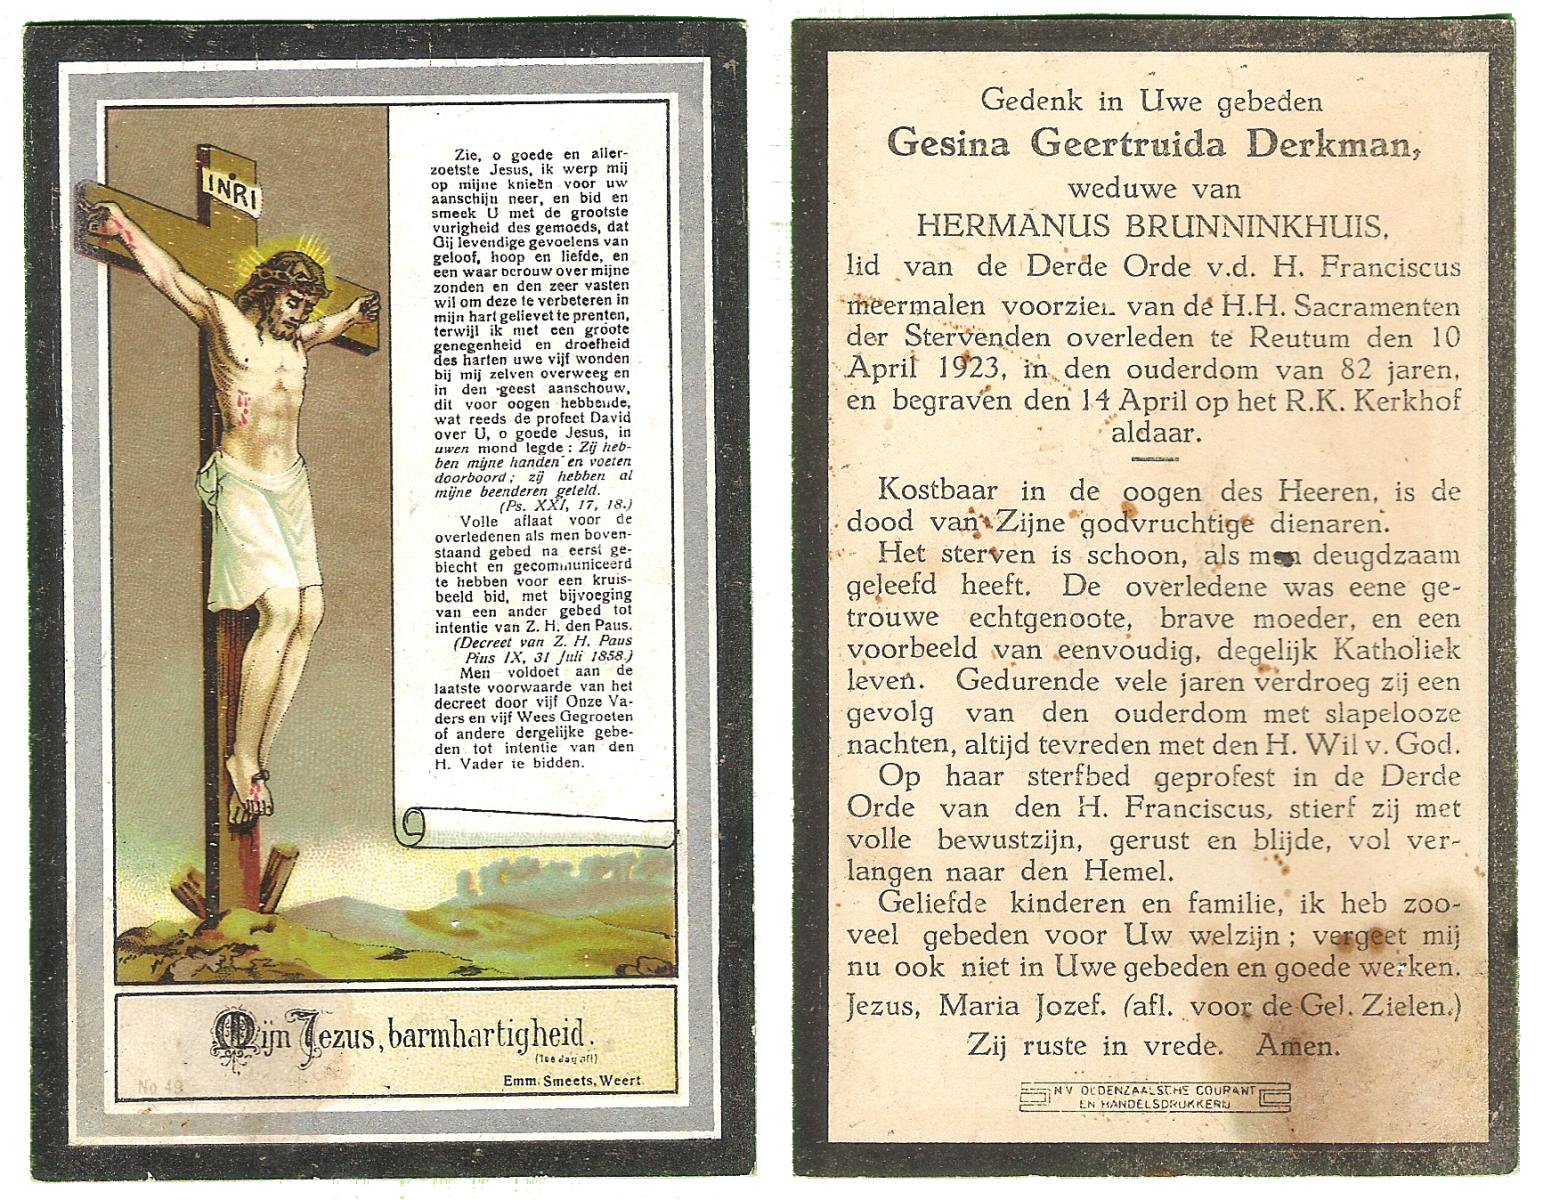 INRI
Zie, o goede en aller-
zoetste Jesus, ik werp mij
op mijne knieën voor uw
aanschijn neer, en bid en
smeek U met de grootste
vurigheid des gemoeds, dat
Gij levendige gevoelens van
geloof, hoop en liefde, en
een waar berouw over mijne
zonden en den zeer vasten
wil om deze te verbeteren in
mijn hart gelievet te prenten,
terwijl ik met een groote
genegenheid en droefheid
des harten uwe vijf wonden
bij mij zelven overweeg en
in den geest aanschouw,
dit voor oogen hebbende,
wat reeds de profeet David
over U, o goede Jesus, in
uwen mond legde: Zij heb-
ben mijne handen en voeten
doorboord; zij hebben al
mijne beenderen geteld.
(Ps. XXI, 17, 18.)
Volle aflaat voor de
overledenen als men boven-
staand gebed na eerst ge-
biecht en gecommuniceerd
te hebben voor een kruis-
beeld bid, met bijvoeging
van een ander gebed tot
intentie van Z. H. den Paus.
(Decreet van Z. H. Paus
Pius IX, 31 Juli 1858.)
Men voldoet aan de
laatste voorwaarde van het
decreet door vijf Onze Va-
ders en vijf Wees Gegroeten
of andere dergelijke gebe-
den tot intentie van den
H. Vader te bidden.
Mijn Jezus, barmhartigheid.
(100 dag afl)
No 49
Emm. Smeets, Weert
Gedenk in Uwe gebeden
Gesina Geertruida Derkman,
weduwe van
HERMANUS BRUNNINKHUIS,
lid van de Derde Orde v.d. H. Franciscus
meermalen voorzien van de H.H. Sacramenten
der Stervenden overleden te Reutum den 10
April 1923, in den ouderdom van 82 jaren,
en begraven den 14 April op het R.K. Kerkhof
aldaar.
Kostbaar in de oogen des Heeren, is de
dood van Zijne godvruchtige dienaren.
Het sterven is schoon, als men deugdzaam
geleefd heeft. De overledene was eene ge-
trouwe echtgenoote, brave moeder, en een
voorbeeld van eenvoudig, degelijk Katholiek
leven. Gedurende vele jaren verdroeg zij een
gevolg van den ouderdom met slapelooze
nachten, altijd tevreden met den H. Wil v. God.
Op haar sterfbed geprofest in de Derde
Orde van den H. Franciscus, stierf zij met
volle bewustzijn, gerust en blijde, vol ver-
langen naar den Hemel.
Geliefde kinderen en familie, ik heb zoo-
veel gebeden voor Uw welzijn; vergeet mij
nu ook niet in Uwe gebeden en goede werken.
Jezus, Maria Jozef. (afl. voor de Gel. Zielen.)
Zij ruste in vrede. Amen.
N.V. OLDENZAALSCHE COURANT
EN HANDELSDRUKKERIJ